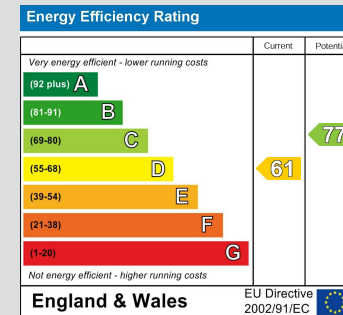 Energy Efficiency Rating
Current
Very energy efficient - lower running costs
(92 plus) A
(81-91) B
(69-80) C
77
(55-68) D 61
(39-54) E
(21-38) F
(1-20) G
Not energy efficient - higher running costs
England & Wales
EU Directive
2002/91/EC